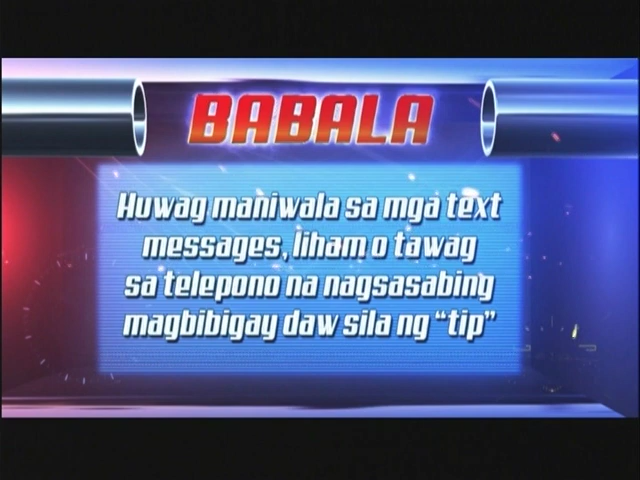 BABALA
Huwag maniwala sa mga text
messages, liham o tawag
sa telepono na nagsasabing
magbibigay daw sila ng “tip”